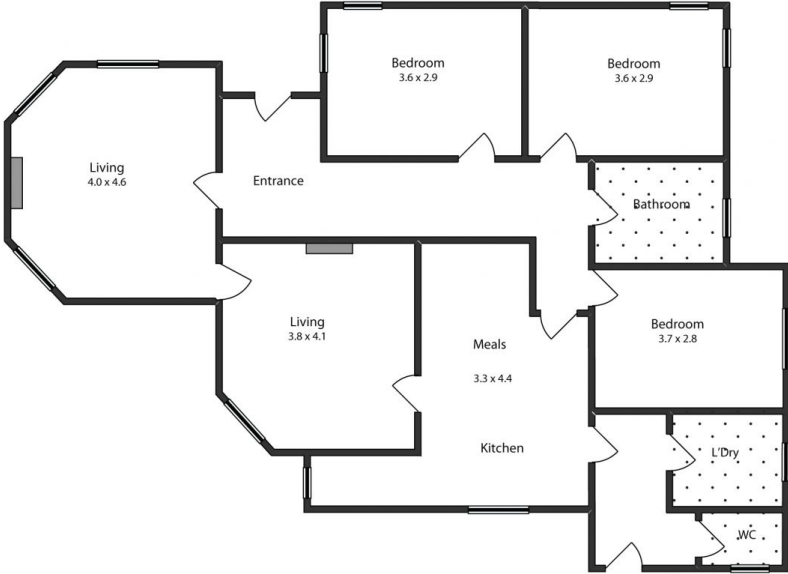 Bedroom
3.6 x 2.9
Bedroom
3.6 x 2.9
Living
4.0 x 4.6
Entrance
Bathroom
Living
3.8 x 4.1
Meals
3.3 x 4.4
Bedroom
3.7 x 2.8
Kitchen
L'Dry
WC